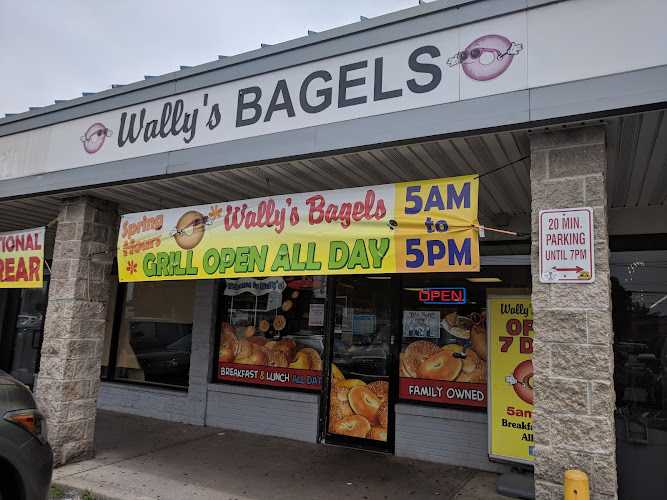 Wally's BAGELS
Spring Hours
Wally's Bagels
GRILL OPEN ALL DAY
5AM
to
5PM
TIONAL
REAR
20 MIN.
PARKING
UNTIL 7PM
OPEN
BREAKFAST & LUNCH ALL DAY
FAMILY OWNED
Wally's
OP
7 D
5am
Breakf
All